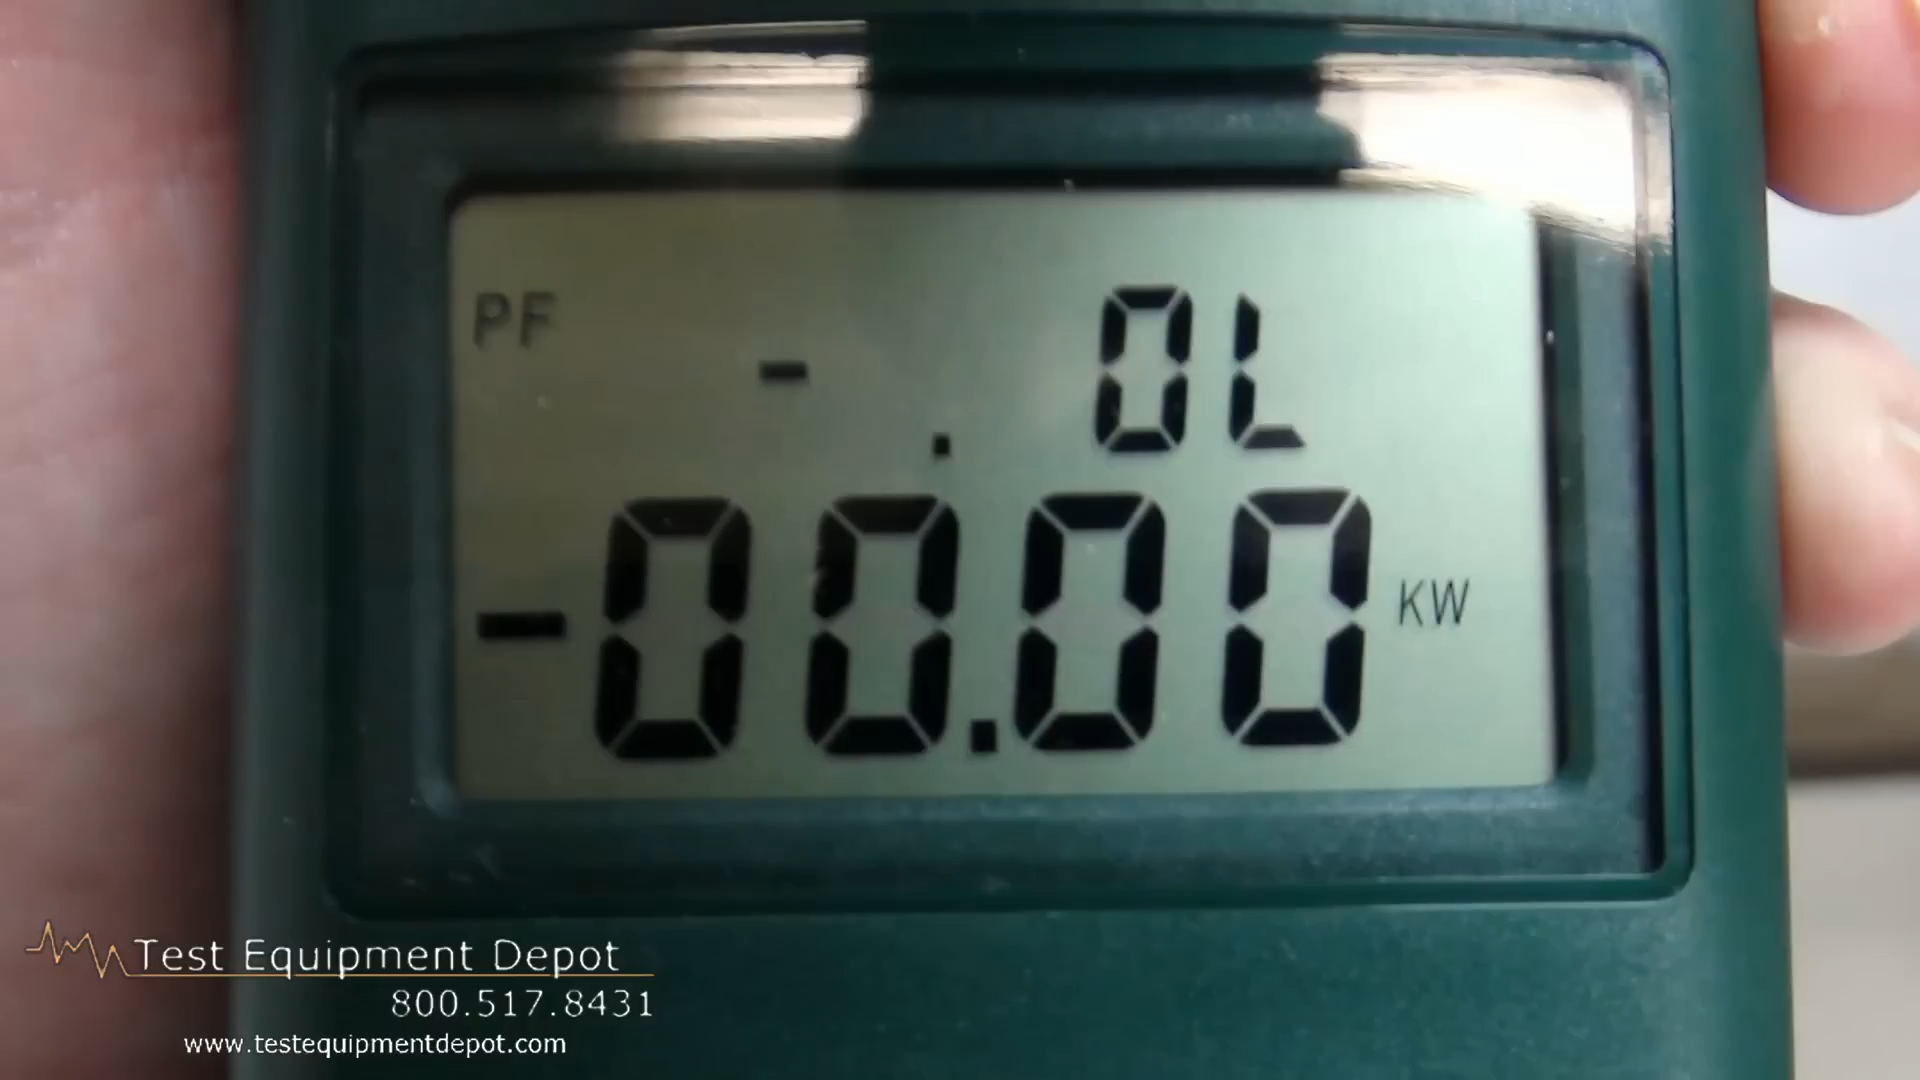 PF - . OL
-00.00 KW
Test Equipment Depot
800.517.8431
www.testequipmentdepot.com